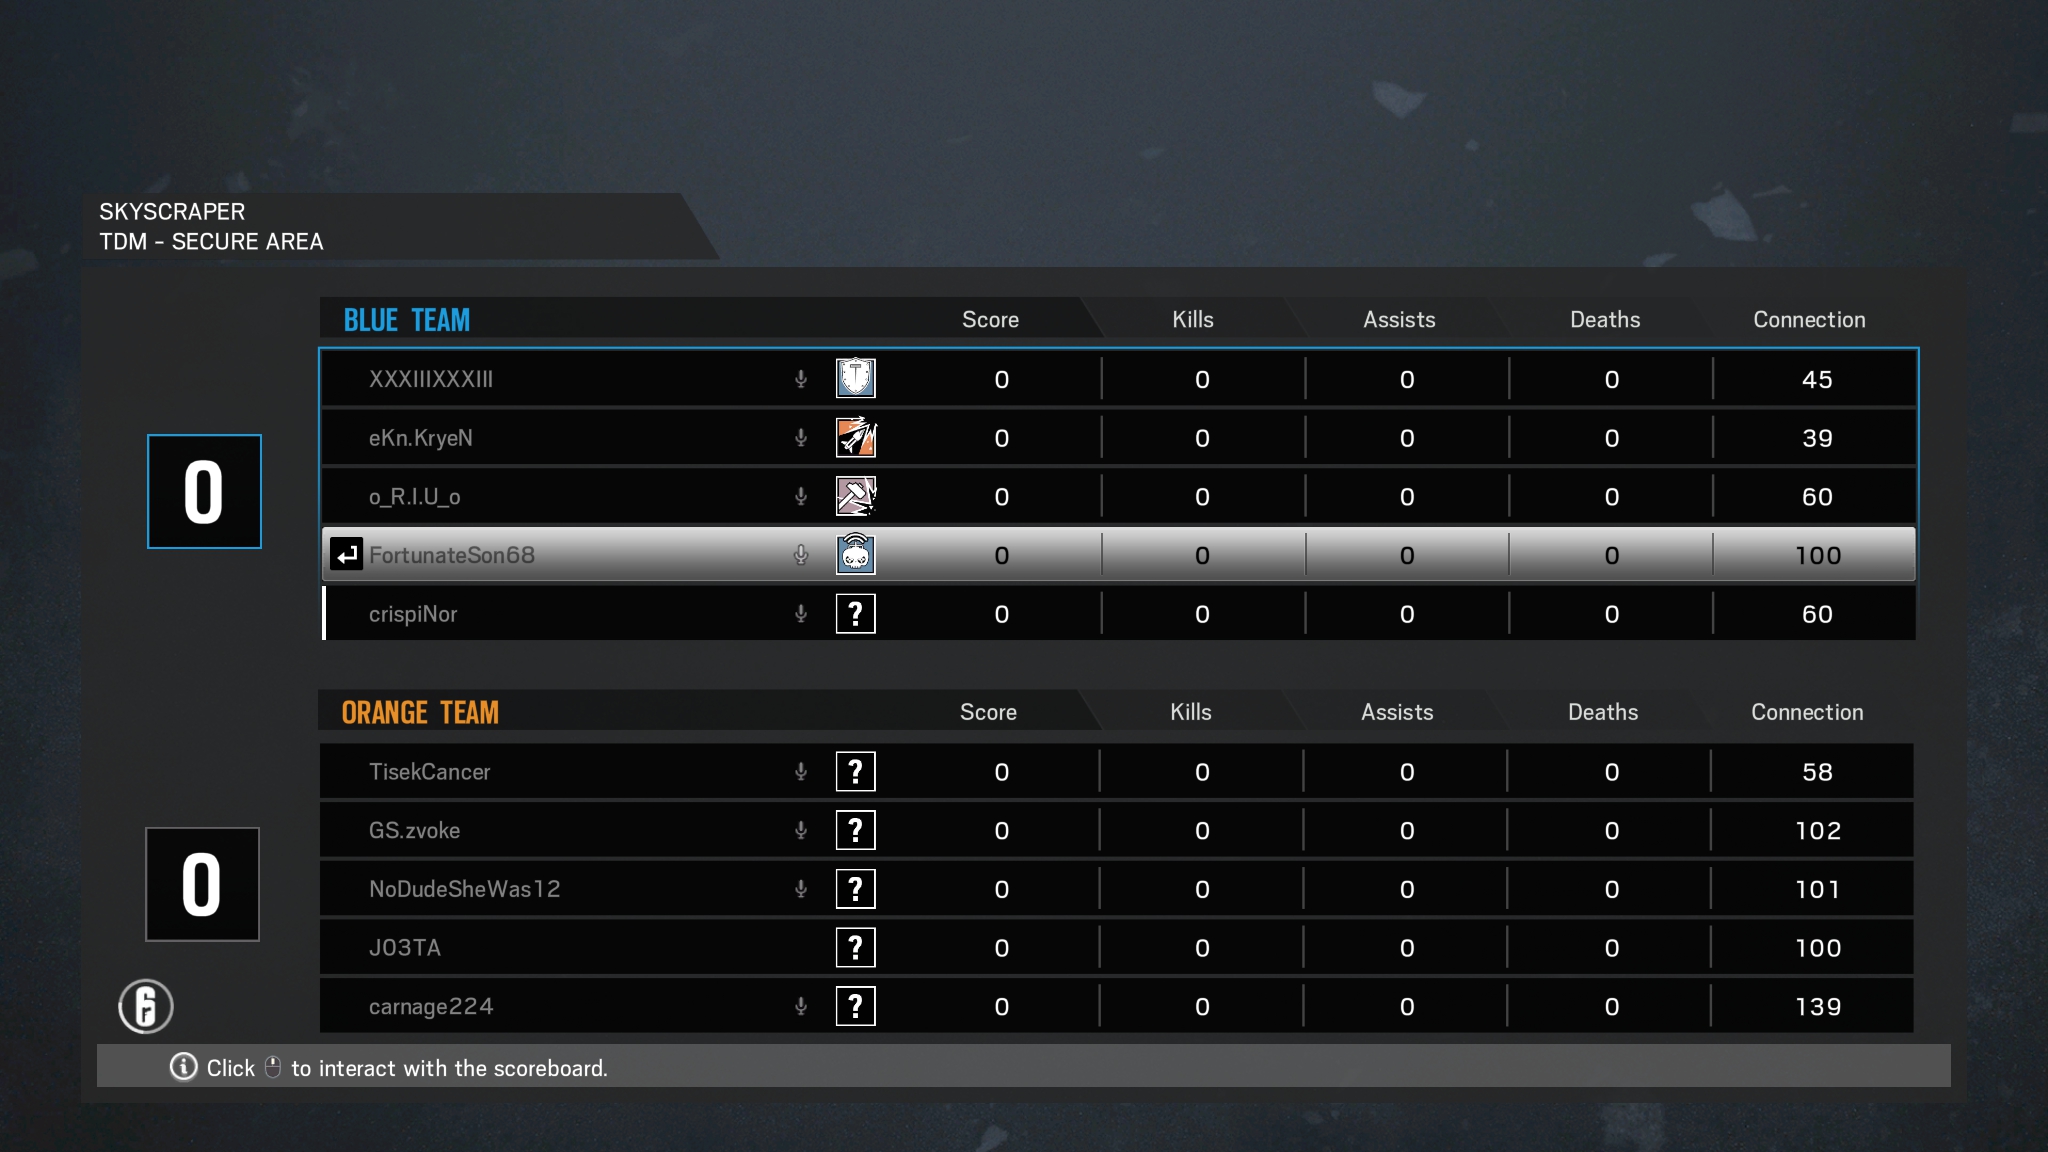 SKYSCRAPER
TDM - SECURE AREA
BLUE TEAM Score Kills Assists Deaths Connection
XXXIIIXXXIII 0 0 0 0 45
eKn.KryeN 0 0 0 0 39
o_R.I.U_o 0 0 0 0 60
FortunateSon68 0 0 0 0 100
crispiNor ? 0 0 0 0 60
0
ORANGE TEAM Score Kills Assists Deaths Connection
TisekCancer ? 0 0 0 0 58
GS.zvoke ? 0 0 0 0 102
NoDudeSheWas12 ? 0 0 0 0 101
JO3TA ? 0 0 0 0 100
carnage224 ? 0 0 0 0 139
0
6
Click to interact with the scoreboard.